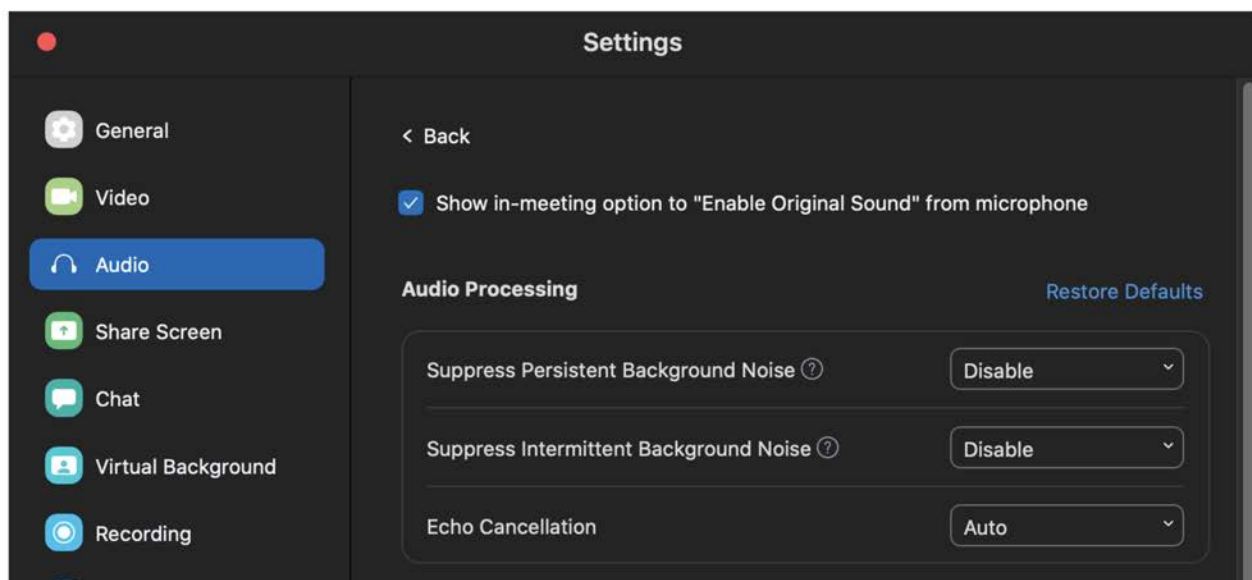 Settings
General
Video
Audio
Share Screen
Chat
Virtual Background
Recording
< Back
Show in-meeting option to "Enable Original Sound" from microphone
Audio Processing
Restore Defaults
Suppress Persistent Background Noise ?
Disable
Suppress Intermittent Background Noise ?
Disable
Echo Cancellation
Auto